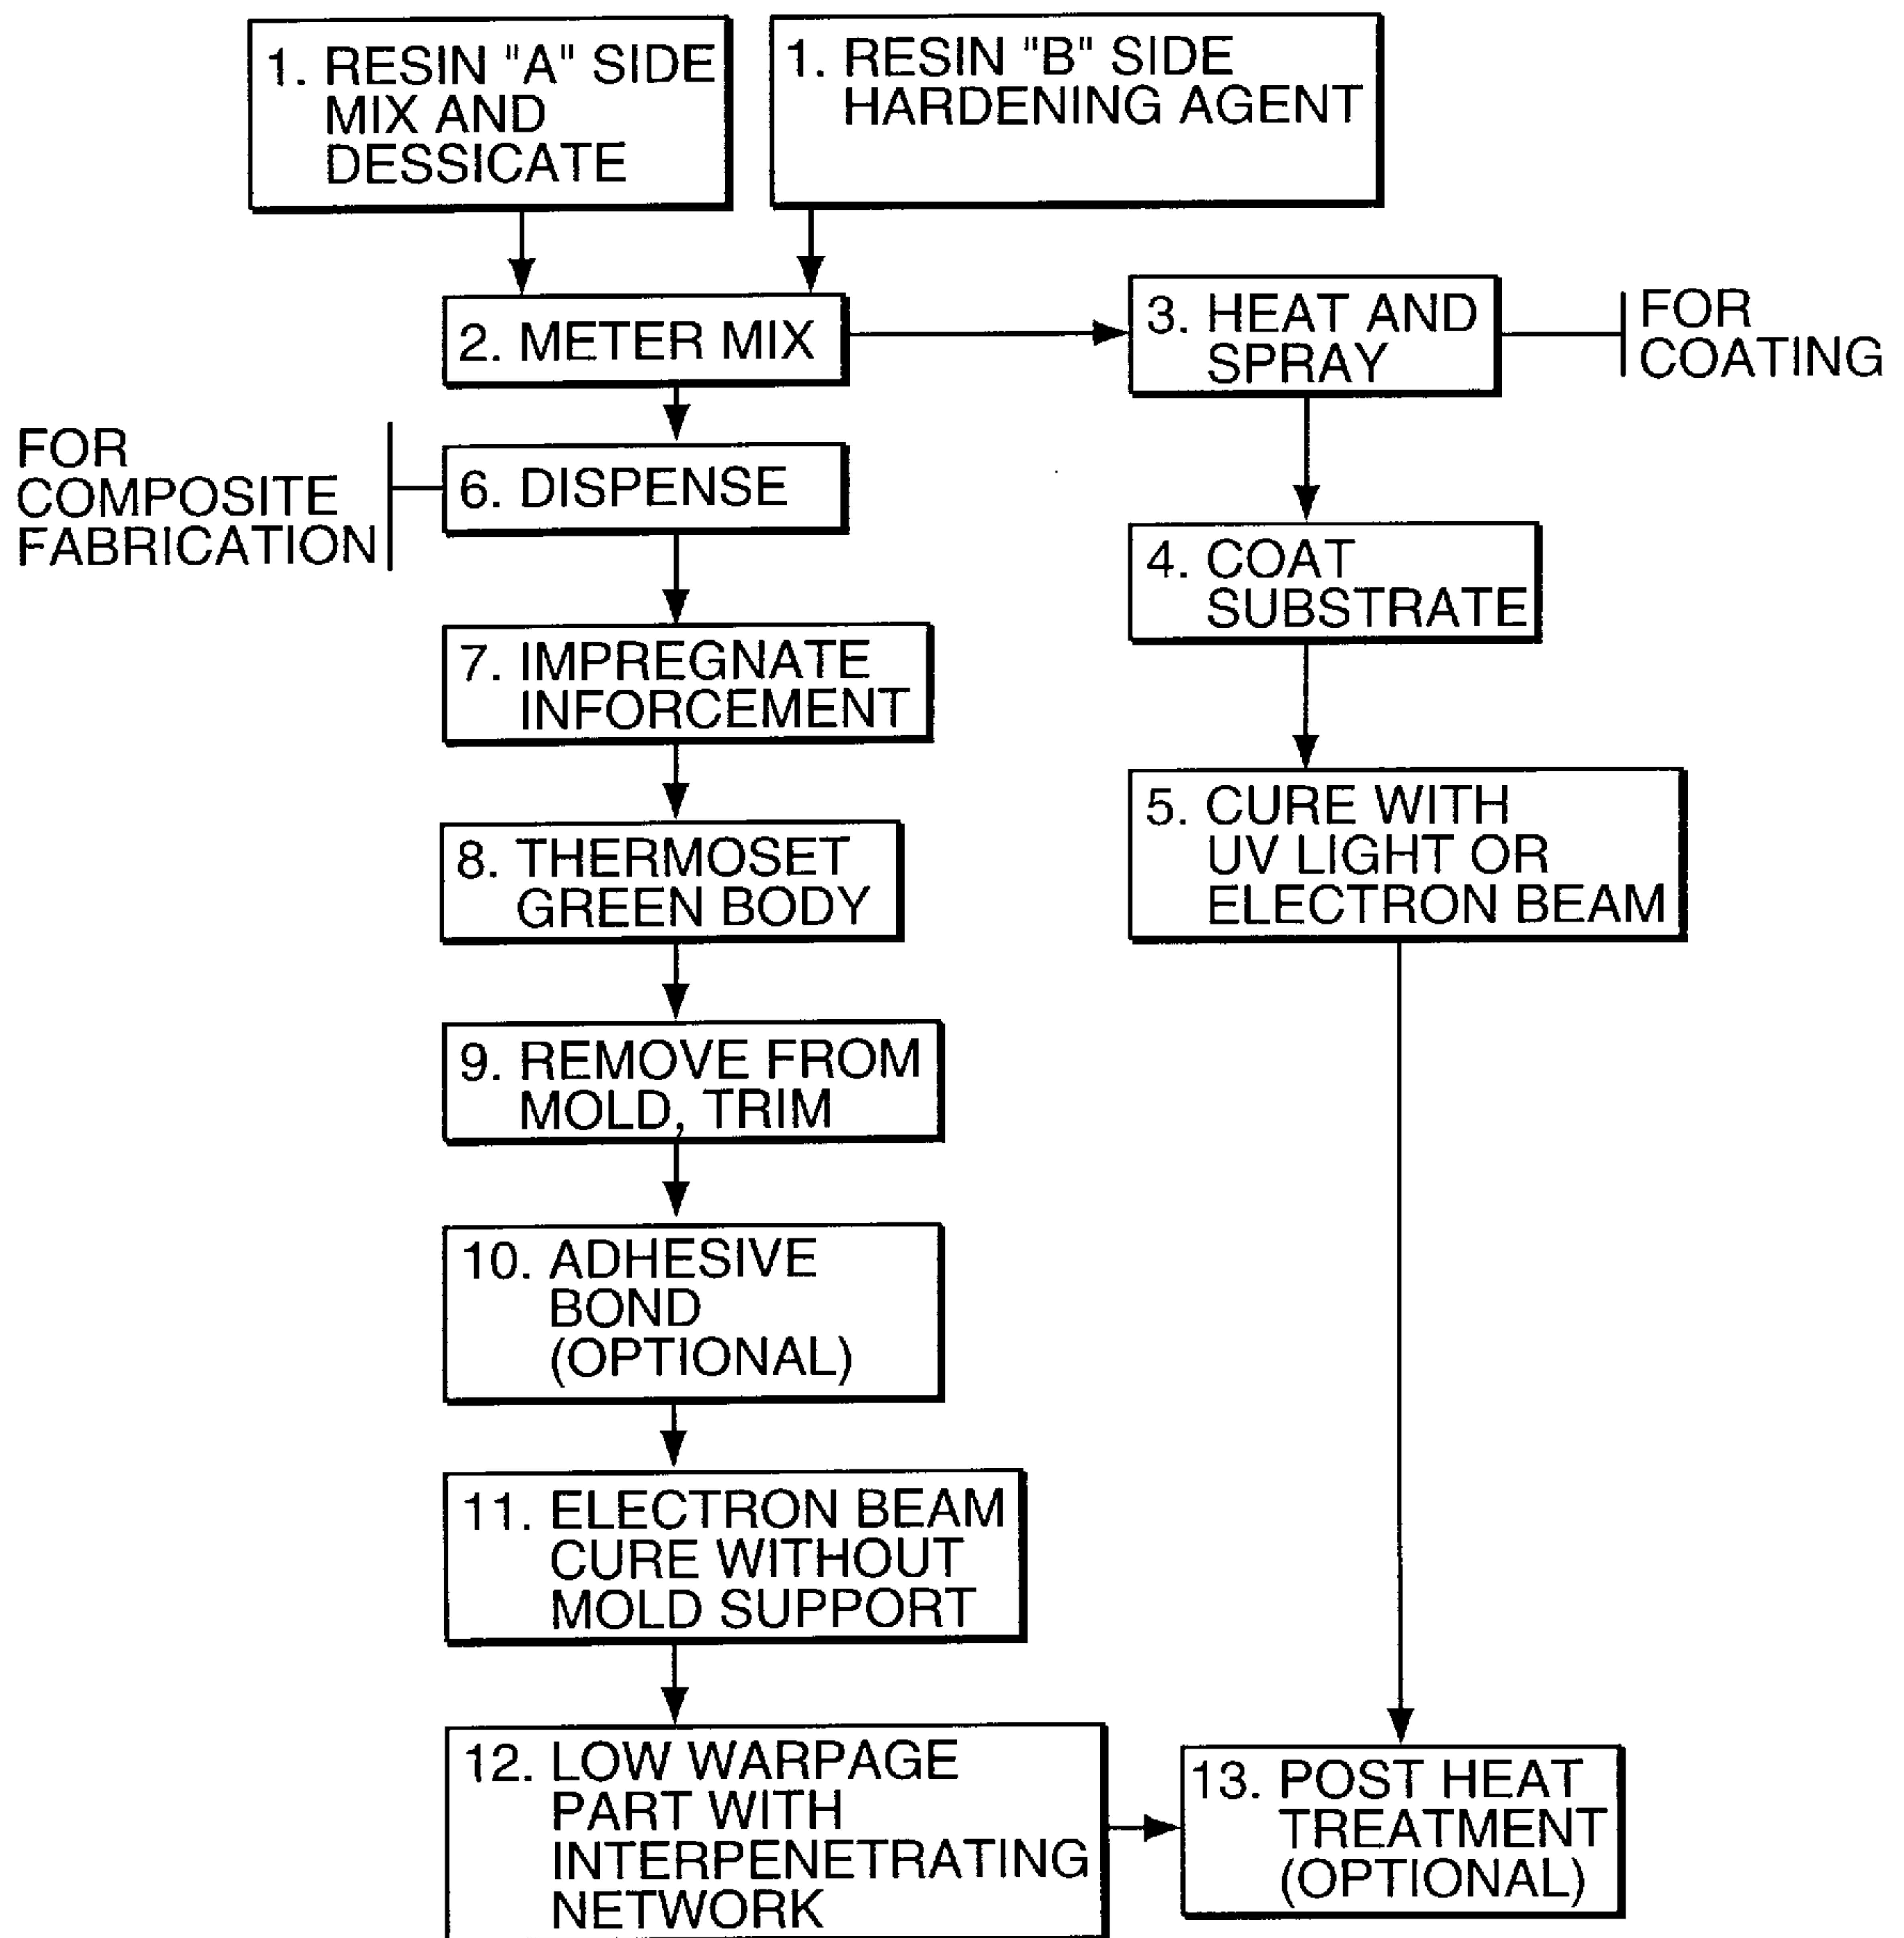 1. RESIN "A" SIDE
MIX AND
DESSICATE
1. RESIN "B" SIDE
HARDENING AGENT
2. METER MIX
3. HEAT AND
SPRAY
FOR
COATING
FOR
COMPOSITE
FABRICATION
6. DISPENSE
4. COAT
SUBSTRATE
7. IMPREGNATE
INFORCEMENT
5. CURE WITH
UV LIGHT OR
ELECTRON BEAM
8. THERMOSET
GREEN BODY
9. REMOVE FROM
MOLD, TRIM
10. ADHESIVE
BOND
(OPTIONAL)
11. ELECTRON BEAM
CURE WITHOUT
MOLD SUPPORT
12. LOW WARPAGE
PART WITH
INTERPENETRATING
NETWORK
13. POST HEAT
TREATMENT
(OPTIONAL)